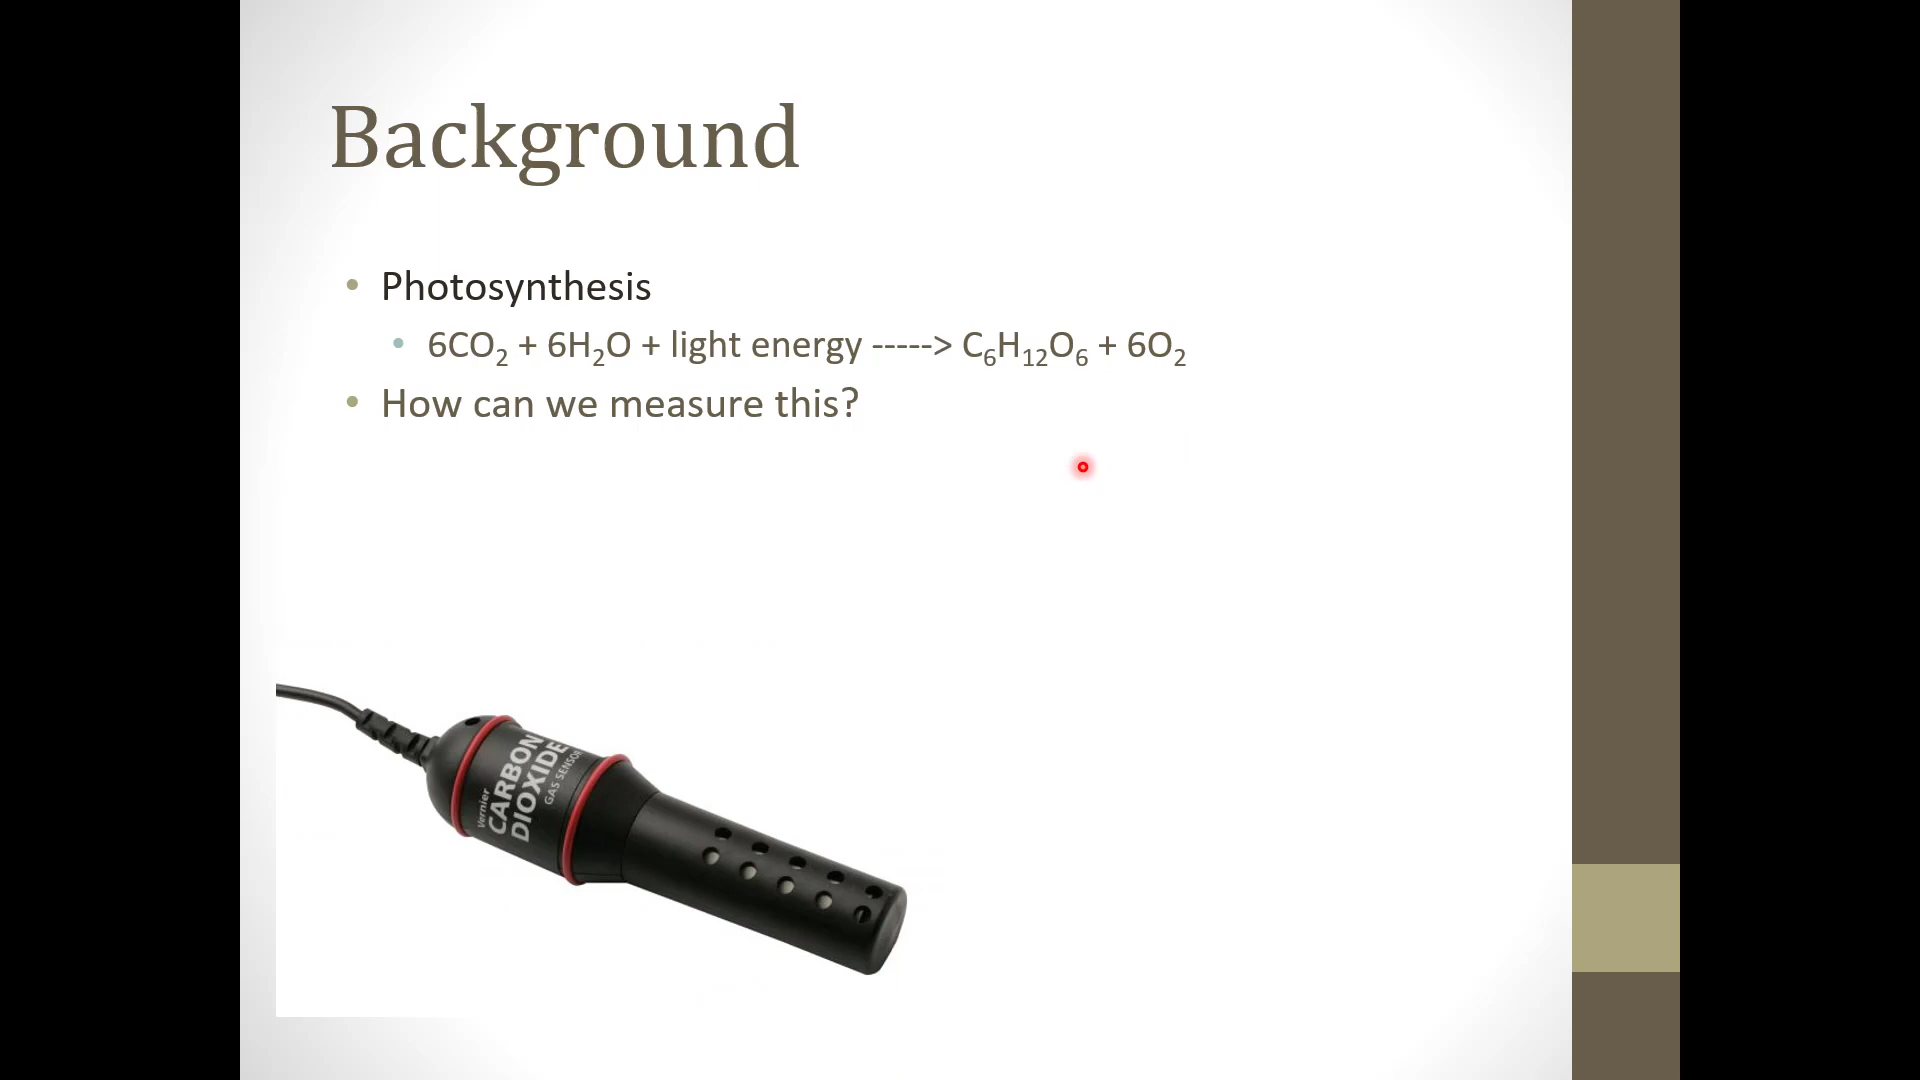 Background
• Photosynthesis
• 6CO₂ + 6H₂O + light energy -----> C₆H₁₂O₆ + 6O₂
• How can we measure this?
Vernier
CARBON
DIOXIDE
GAS SENSOR